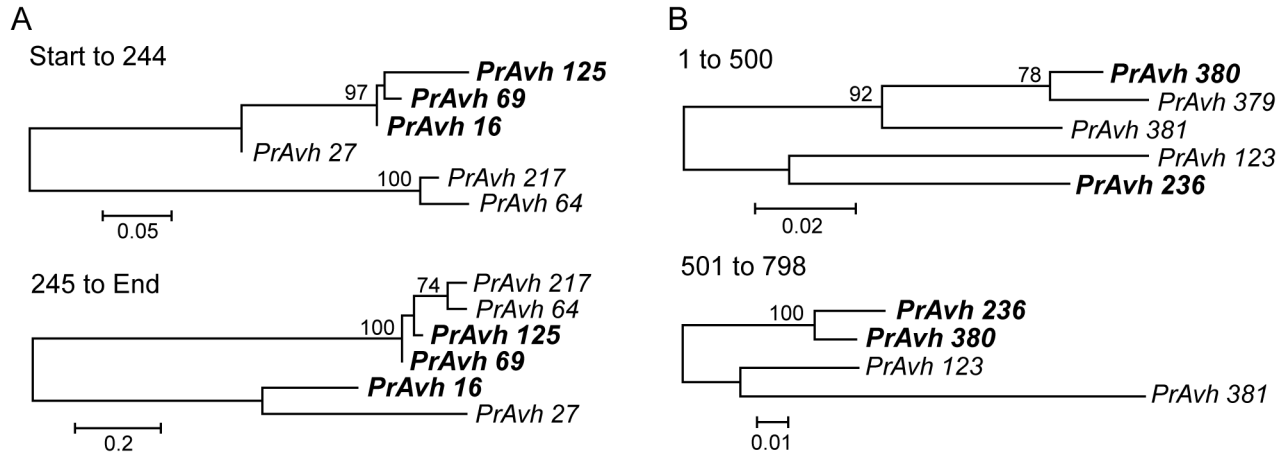 A
Start to 244
97
PrAvh 125
PrAvh 69
PrAvh 16
PrAvh 27
100
PrAvh 217
PrAvh 64
0.05
245 to End
74
PrAvh 217
PrAvh 64
100
PrAvh 125
PrAvh 69
PrAvh 16
PrAvh 27
0.2
B
1 to 500
78
PrAvh 380
92
PrAvh 379
PrAvh 381
PrAvh 123
PrAvh 236
0.02
501 to 798
100
PrAvh 236
PrAvh 380
PrAvh 123
PrAvh 381
0.01